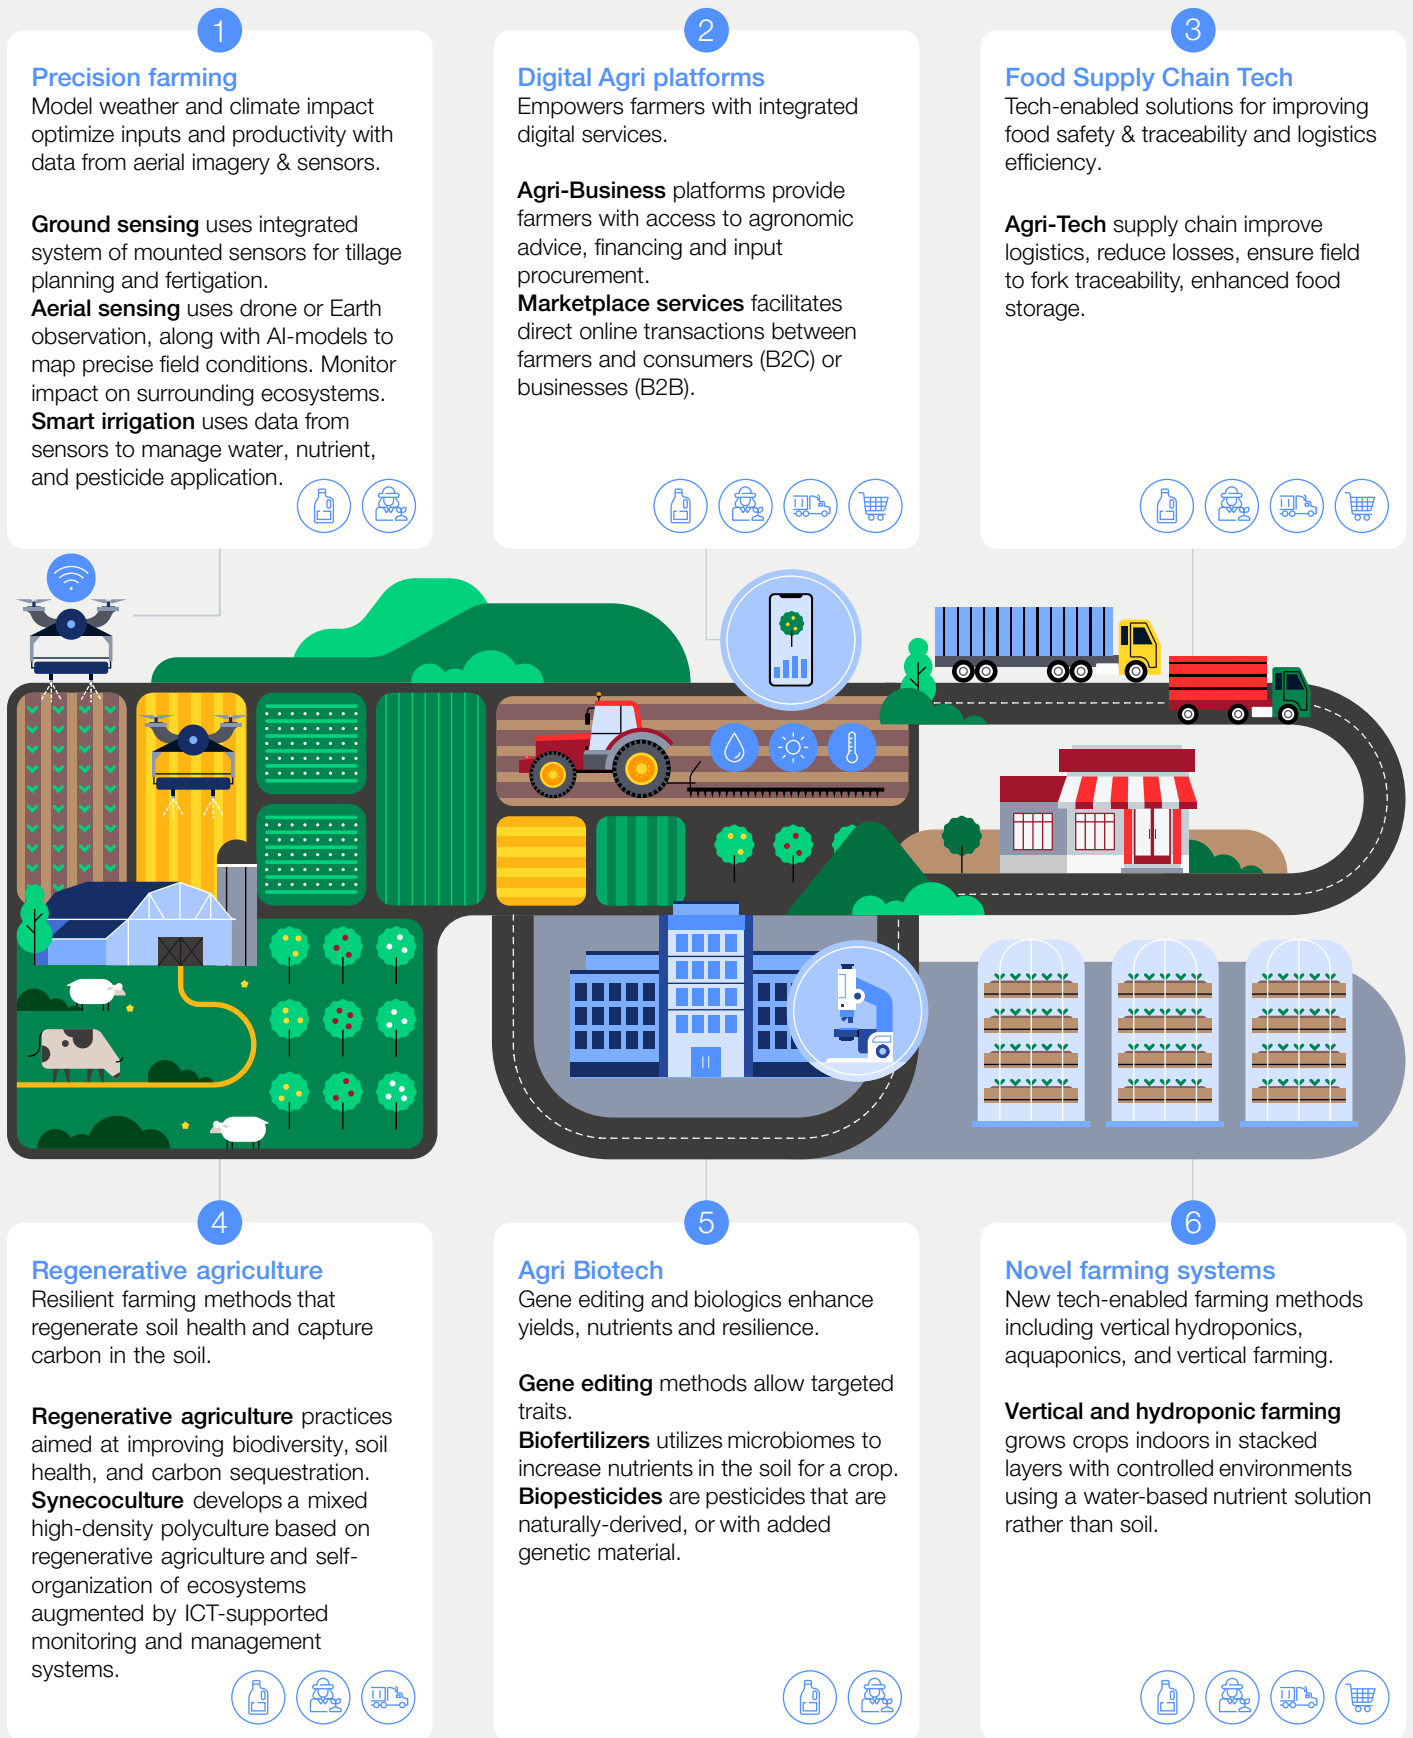 1
Precision farming
Model weather and climate impact
optimize inputs and productivity with
data from aerial imagery & sensors.
Ground sensing uses integrated
system of mounted sensors for tillage
planning and fertigation.
Aerial sensing uses drone or Earth
observation, along with AI-models to
map precise field conditions. Monitor
impact on surrounding ecosystems.
Smart irrigation uses data from
sensors to manage water, nutrient,
and pesticide application.
2
Digital Agri platforms
Empowers farmers with integrated
digital services.
Agri-Business platforms provide
farmers with access to agronomic
advice, financing and input
procurement.
Marketplace services facilitates
direct online transactions between
farmers and consumers (B2C) or
businesses (B2B).
3
Food Supply Chain Tech
Tech-enabled solutions for improving
food safety & traceability and logistics
efficiency.
Agri-Tech supply chain improve
logistics, reduce losses, ensure field
to fork traceability, enhanced food
storage.
4
Regenerative agriculture
Resilient farming methods that
regenerate soil health and capture
carbon in the soil.
Regenerative agriculture practices
aimed at improving biodiversity, soil
health, and carbon sequestration.
Synecoculture develops a mixed
high-density polyculture based on
regenerative agriculture and self-
organization of ecosystems
augmented by ICT-supported
monitoring and management
systems.
5
Agri Biotech
Gene editing and biologics enhance
yields, nutrients and resilience.
Gene editing methods allow targeted
traits.
Biofertilizers utilizes microbiomes to
increase nutrients in the soil for a crop.
Biopesticides are pesticides that are
naturally-derived, or with added
genetic material.
6
Novel farming systems
New tech-enabled farming methods
including vertical hydroponics,
aquaponics, and vertical farming.
Vertical and hydroponic farming
grows crops indoors in stacked
layers with controlled environments
using a water-based nutrient solution
rather than soil.